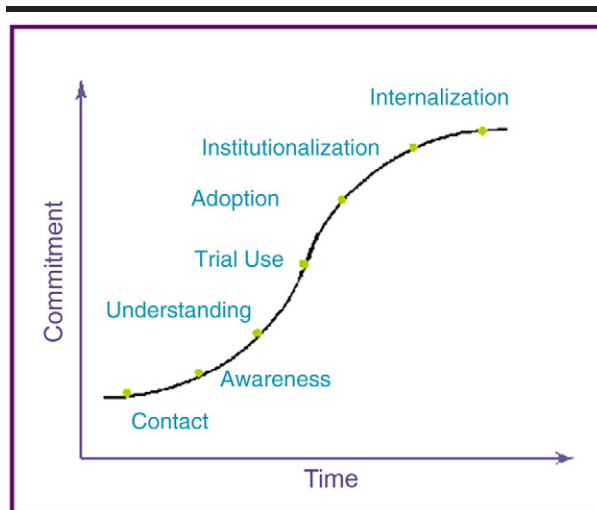 Internalization
Institutionalization
Adoption
Trial Use
Understanding
Awareness
Contact
Commitment
Time